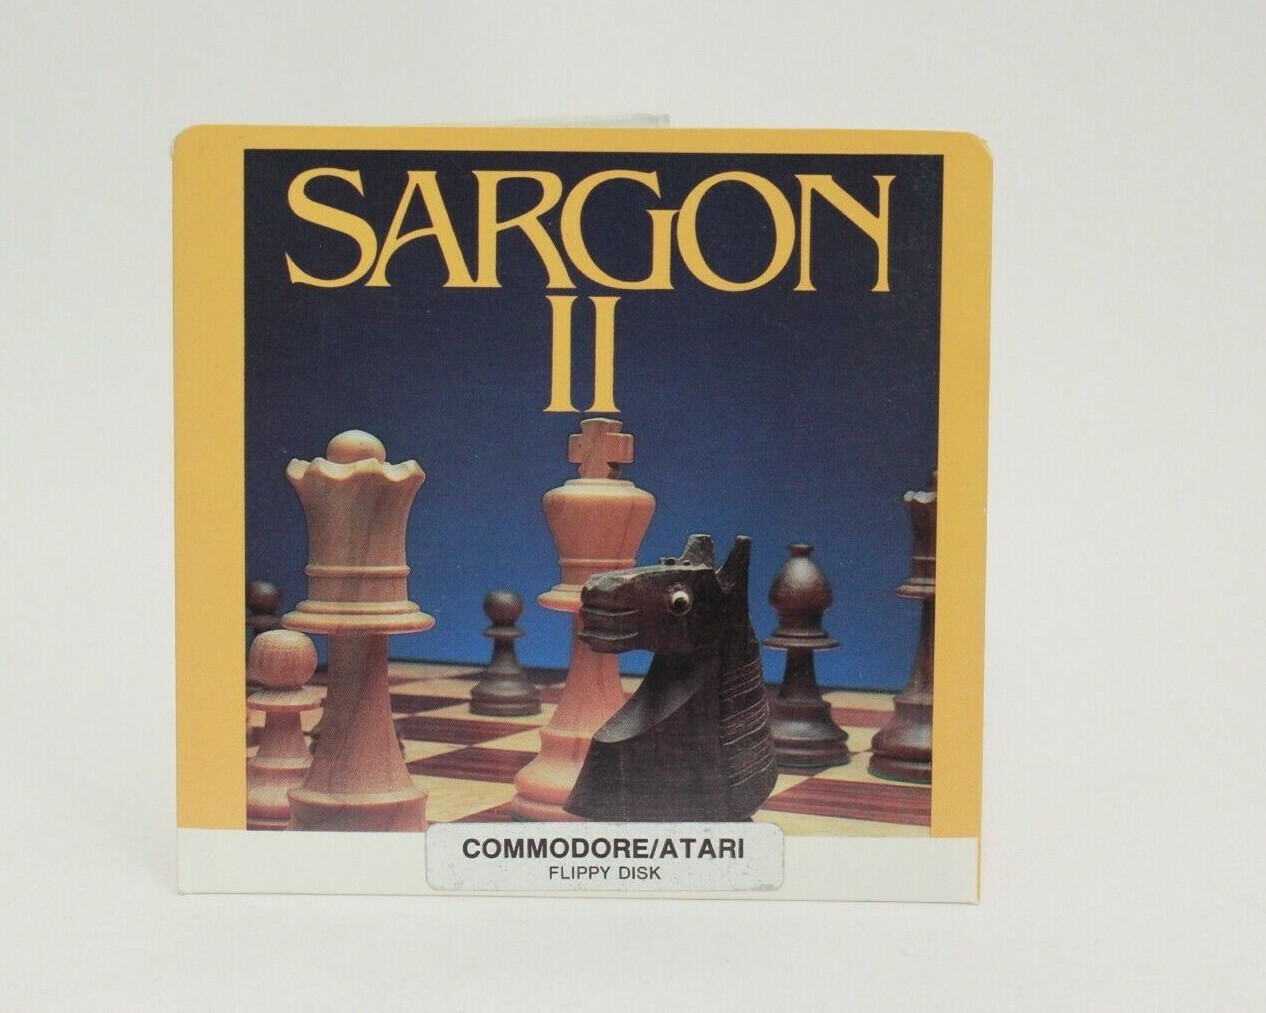 SARGON
II
COMMODORE/ATARI
FLIPPY DISK